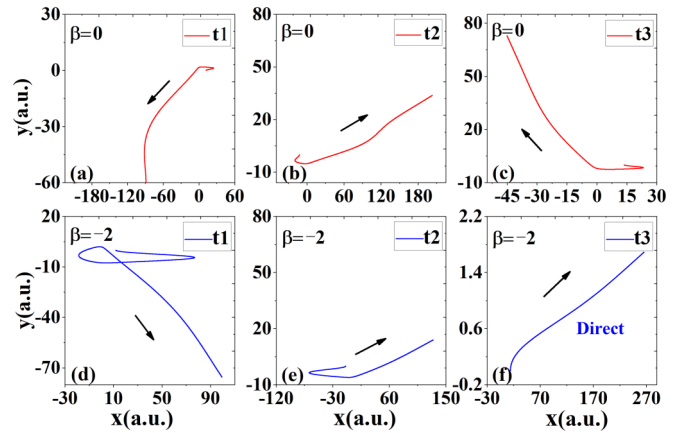 β=0 t1
y(a.u.)
0
-30
-60
(a)
-180 -120 -60 0 60
β=0 t2
80
50
20
-10
(b)
0 60 120 180
β=0 t3
80
50
20
-10
(c)
-45 -30 -15 0 15 30
β=−2 t1
y(a.u.)
20
-10
-40
-70
(d)
-30 10 50 90
x(a.u.)
β=−2 t2
80
50
20
-10
(e)
-120 -30 60 150
x(a.u.)
β=−2 t3
2.2
1.4
0.6
-0.2
Direct
(f)
-30 70 170 270
x(a.u.)